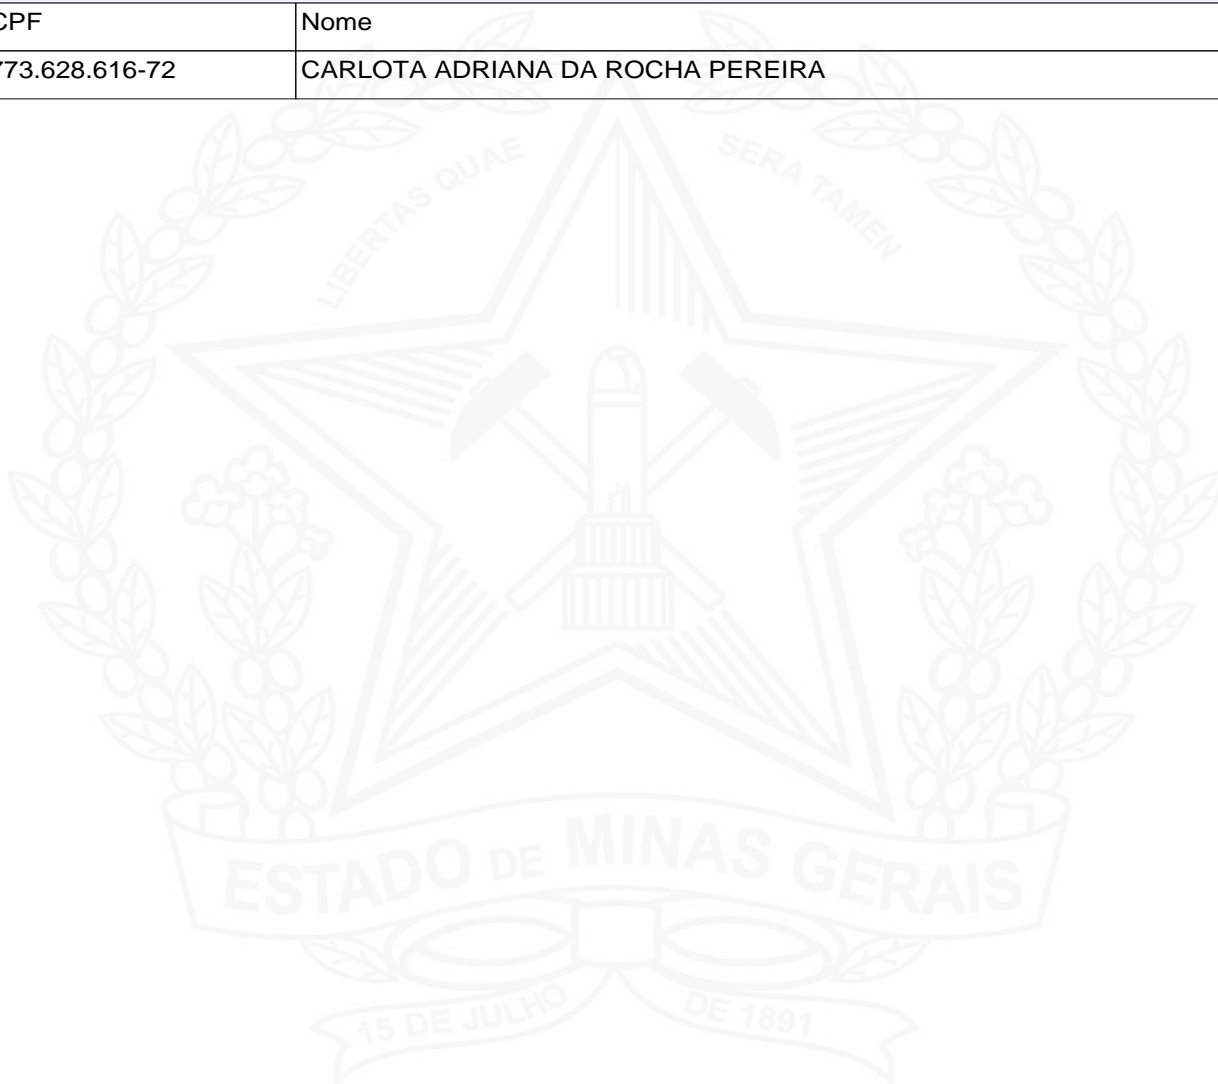 CPF Nome
773.628.616-72 CARLOTA ADRIANA DA ROCHA PEREIRA
LIBERTAS QUAE SERA TAMEN
ESTADO DE MINAS GERAIS
15 DE JULHO DE 1891